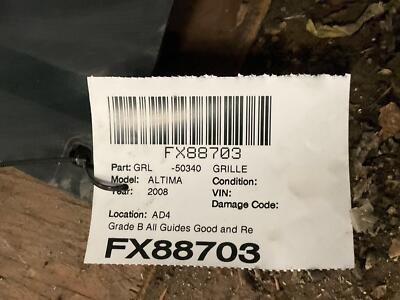 FX88703
Part: GRL -50340 GRILLE
Model: ALTIMA Condition:
Year: 2008 VIN:
Damage Code:
Location: AD4
Grade B All Guides Good and Re
FX88703